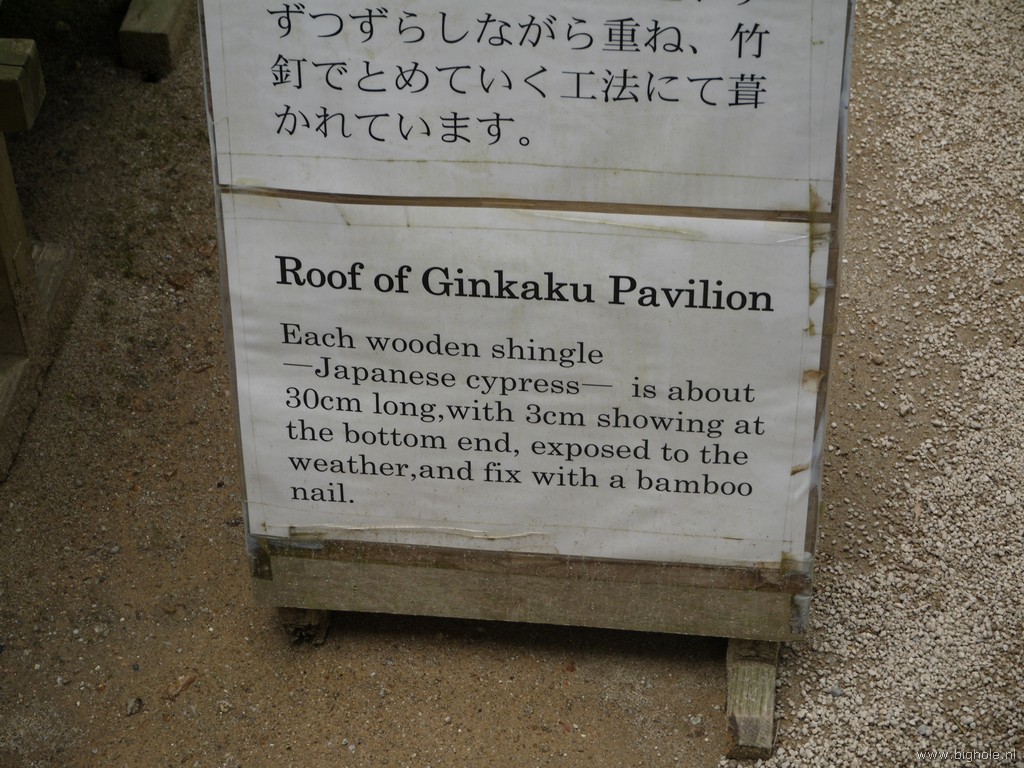 ずつずらしながら重ね、竹
釘でとめていく工法にて葺
かれています。
Roof of Ginkaku Pavilion
Each wooden shingle
—Japanese cypress— is about
30cm long,with 3cm showing at
the bottom end, exposed to the
weather,and fix with a bamboo
nail.
www.bighole.nl